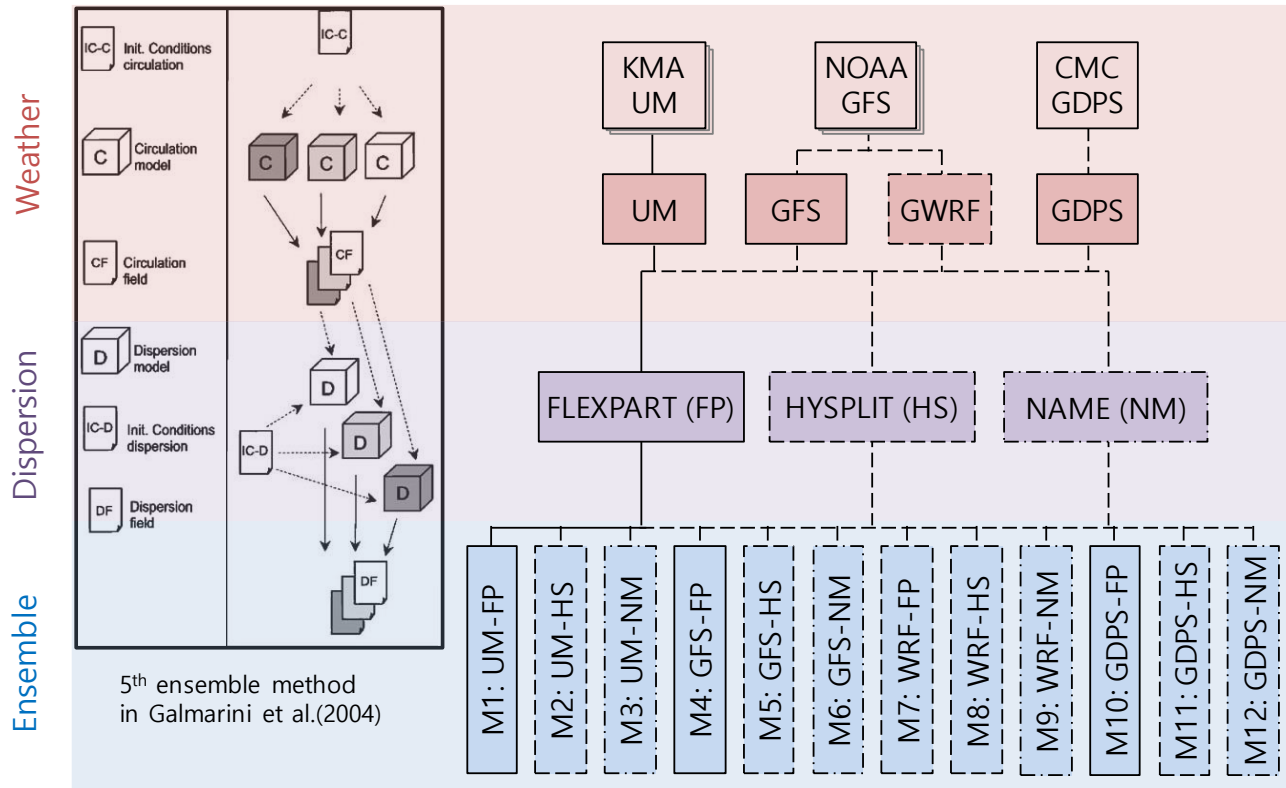 Weather
Dispersion
Ensemble
IC-C
Init. Conditions
circulation
C
Circulation
model
CF
Circulation
field
D
Dispersion
model
IC-D
Init. Conditions
dispersion
DF
Dispersion
field
IC-C
C
C
C
CF
D
D
IC-D
D
DF
5th ensemble method
in Galmarini et al.(2004)
KMA
UM
NOAA
GFS
CMC
GDPS
UM
GFS
GWRF
GDPS
FLEXPART (FP)
HYSPLIT (HS)
NAME (NM)
M1: UM-FP
M2: UM-HS
M3: UM-NM
M4: GFS-FP
M5: GFS-HS
M6: GFS-NM
M7: WRF-FP
M8: WRF-HS
M9: WRF-NM
M10: GDPS-FP
M11: GDPS-HS
M12: GDPS-NM